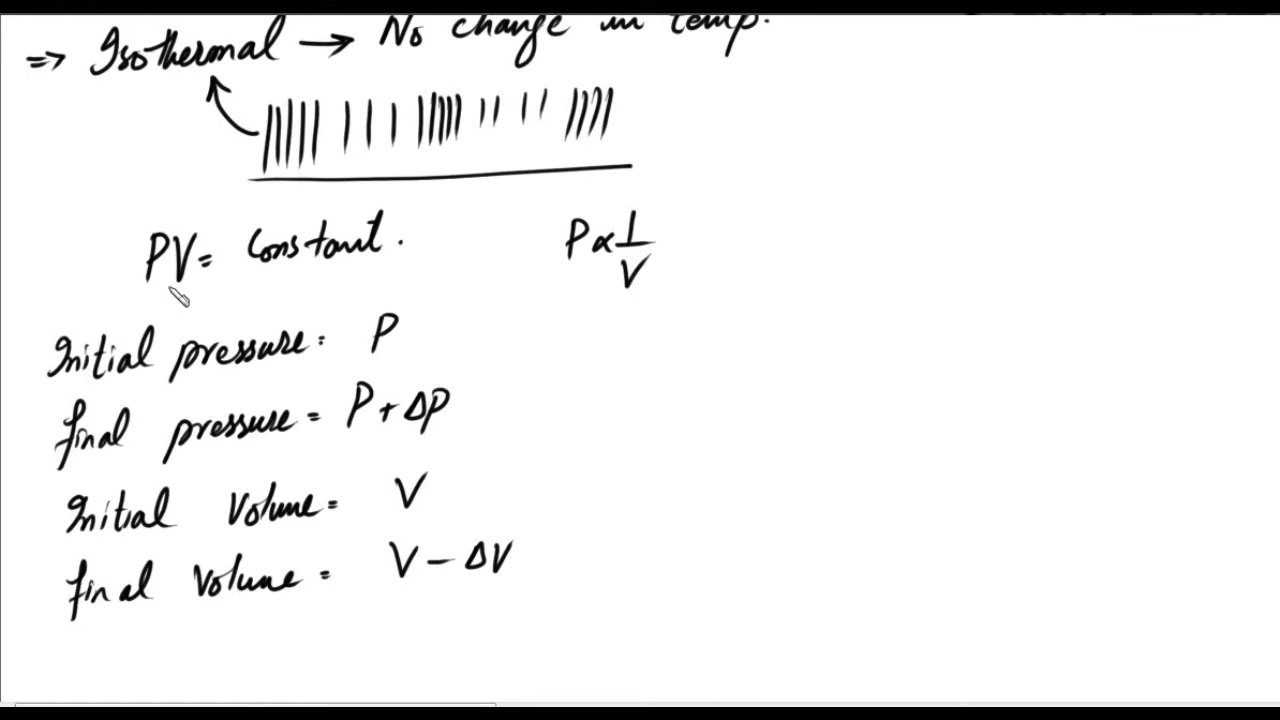 => Isothermal → No change in temp.
PV = Constant. P ∝ 1/V
Initial pressure = P
final pressure = P + ΔP
Initial Volume = V
final Volume = V - ΔV